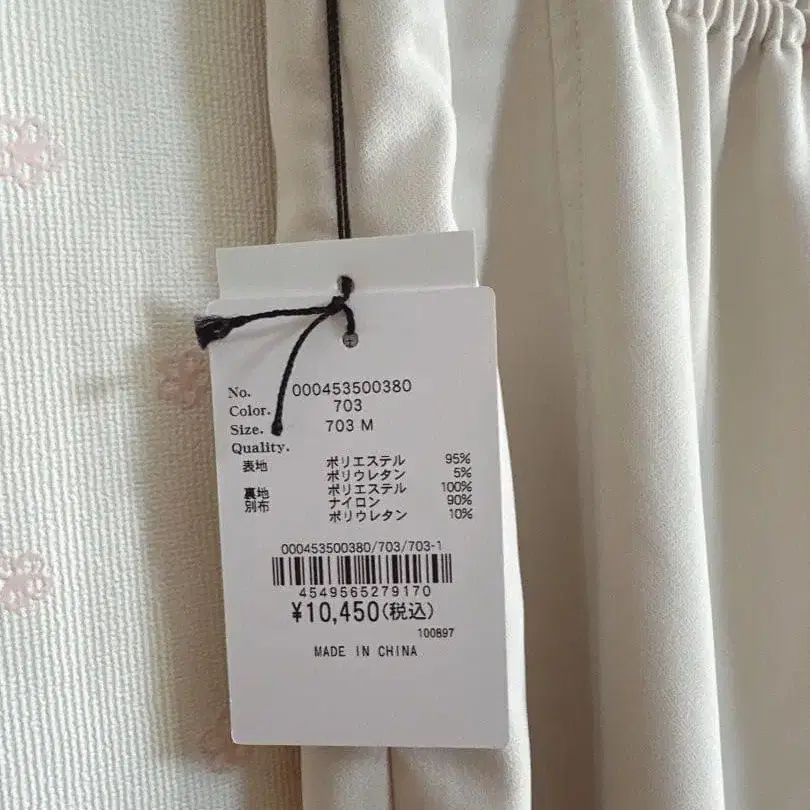 No. 000453500380
Color. 703
Size. 703 M
Quality.
表地 ポリエステル 95%
ポリウレタン 5%
裏地 ポリエステル 100%
別布 ナイロン 90%
ポリウレタン 10%
000453500380/703/703-1
4549565279170
¥10,450(税込)
100897
MADE IN CHINA